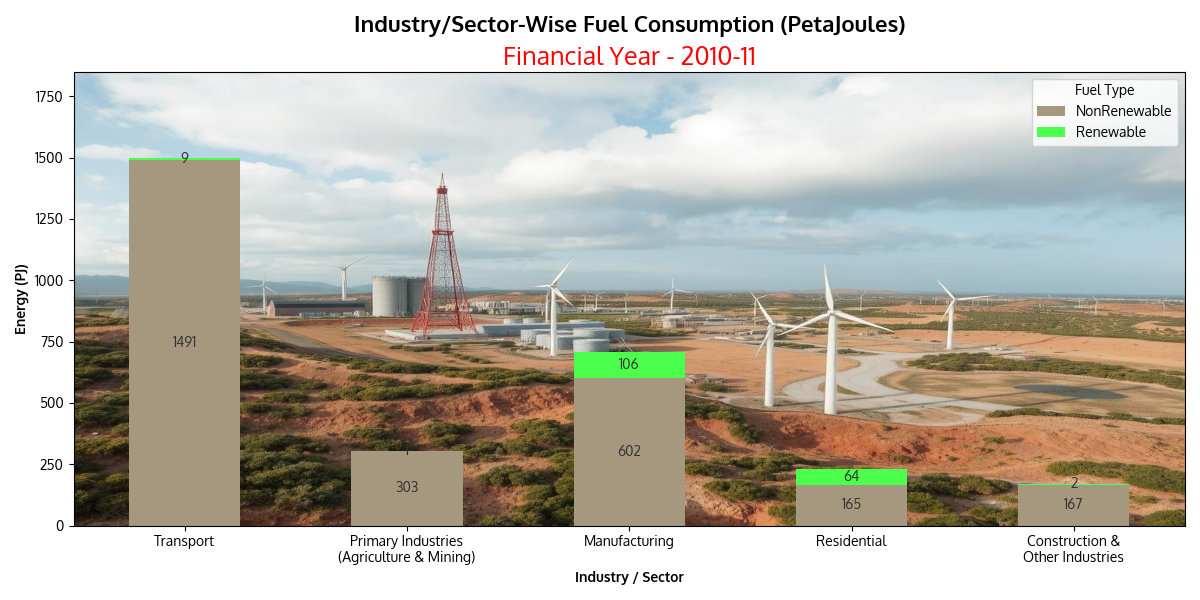 Industry/Sector-Wise Fuel Consumption (PetaJoules)
Financial Year - 2010-11
Fuel Type
NonRenewable
Renewable
Energy (PJ)
1750
1500
1250
1000
750
500
250
0
9
1491
1
303
106
602
64
165
2
167
Transport
Primary Industries
(Agriculture & Mining)
Manufacturing
Residential
Construction &
Other Industries
Industry / Sector